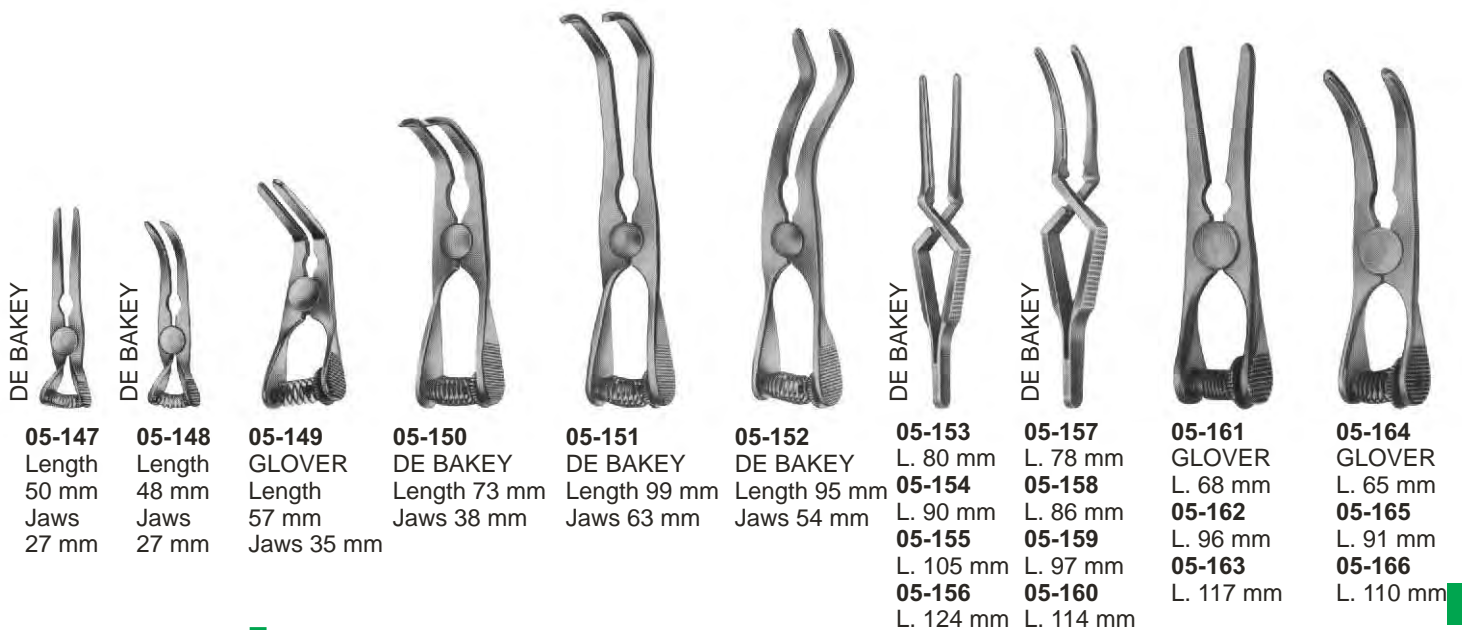 DE BAKEY
05-147
Length
50 mm
Jaws
27 mm
DE BAKEY
05-148
Length
48 mm
Jaws
27 mm
05-149
GLOVER
Length
57 mm
Jaws 35 mm
05-150
DE BAKEY
Length 73 mm
Jaws 38 mm
05-151
DE BAKEY
Length 99 mm
Jaws 63 mm
05-152
DE BAKEY
Length 95 mm
Jaws 54 mm
DE BAKEY
05-153
L. 80 mm
05-154
L. 90 mm
05-155
L. 105 mm
05-156
L. 124 mm
DE BAKEY
05-157
L. 78 mm
05-158
L. 86 mm
05-159
L. 97 mm
05-160
L. 114 mm
05-161
GLOVER
L. 68 mm
05-162
L. 96 mm
05-163
L. 117 mm
05-164
GLOVER
L. 65 mm
05-165
L. 91 mm
05-166
L. 110 mm